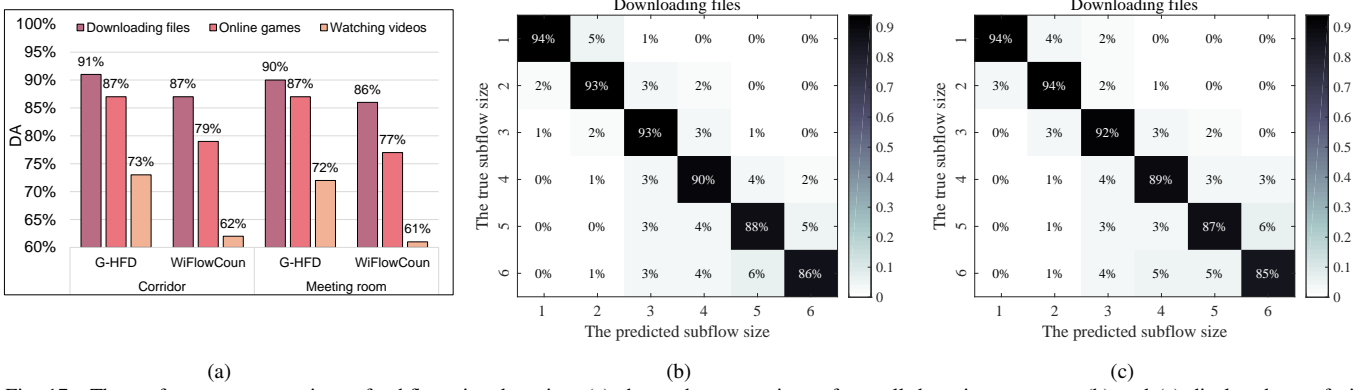 100%
95%
90%
85%
80%
75%
70%
65%
60%
DA
Downloading files Online games Watching videos
91% 87% 73% 87% 79% 62% 90% 87% 72% 86% 77% 61%
G-HFD WiFlowCoun G-HFD WiFlowCoun
Corridor Meeting room
(a)
Downloading files
The true subflow size
1 94% 5% 1% 0% 0% 0%
2 2% 93% 3% 2% 0% 0%
3 1% 2% 93% 3% 1% 0%
4 0% 1% 3% 90% 4% 2%
5 0% 0% 3% 4% 88% 5%
6 0% 1% 3% 4% 6% 86%
1 2 3 4 5 6
The predicted subflow size
0.9
0.8
0.7
0.6
0.5
0.4
0.3
0.2
0.1
0
(b)
Downloading files
The true subflow size
1 94% 4% 2% 0% 0% 0%
2 3% 94% 2% 1% 0% 0%
3 0% 3% 92% 3% 2% 0%
4 0% 1% 4% 89% 3% 3%
5 0% 1% 3% 3% 87% 6%
6 0% 1% 4% 5% 5% 85%
1 2 3 4 5 6
The predicted subflow size
0.9
0.8
0.7
0.6
0.5
0.4
0.3
0.2
0.1
0
(c)